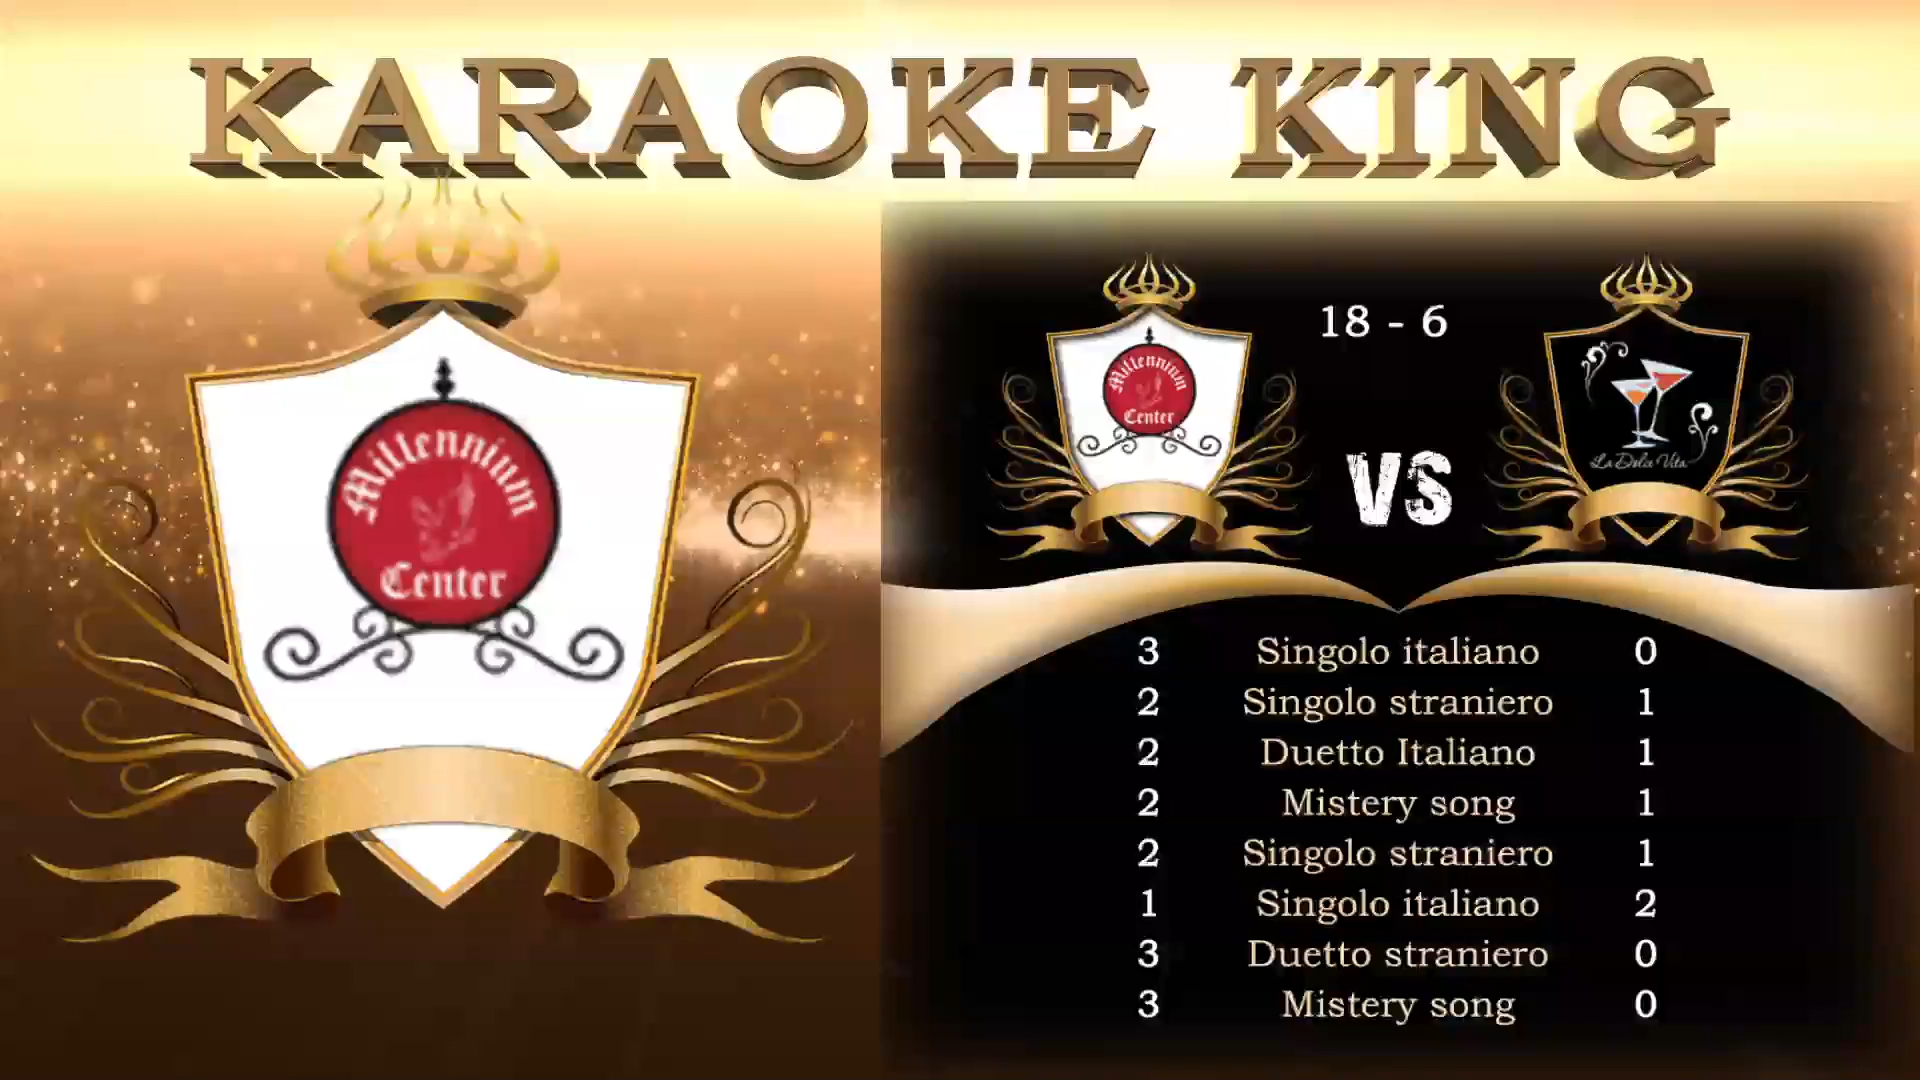 KARAOKE KING
Millennium
Center
18 - 6
Millennium
Center
La Dolce Vita
VS
3 Singolo italiano 0
2 Singolo straniero 1
2 Duetto Italiano 1
2 Mistery song 1
2 Singolo straniero 1
1 Singolo italiano 2
3 Duetto straniero 0
3 Mistery song 0